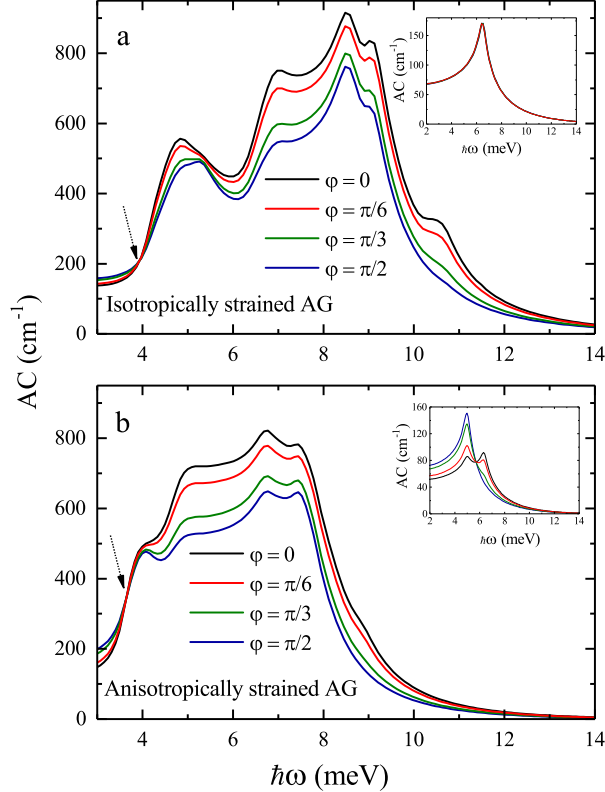 a
AC (cm⁻¹)
800
600
400
200
0
4
6
8
10
12
14
φ = 0
φ = π/6
φ = π/3
φ = π/2
Isotropically strained AG
AC (cm⁻¹)
150
100
50
0
2
4
6
8
10
12
14
ħω (meV)
b
800
600
400
200
0
4
6
8
10
12
14
φ = 0
φ = π/6
φ = π/3
φ = π/2
Anisotropically strained AG
AC (cm⁻¹)
160
120
80
40
0
2
4
6
8
10
12
14
ħω (meV)
ħω (meV)